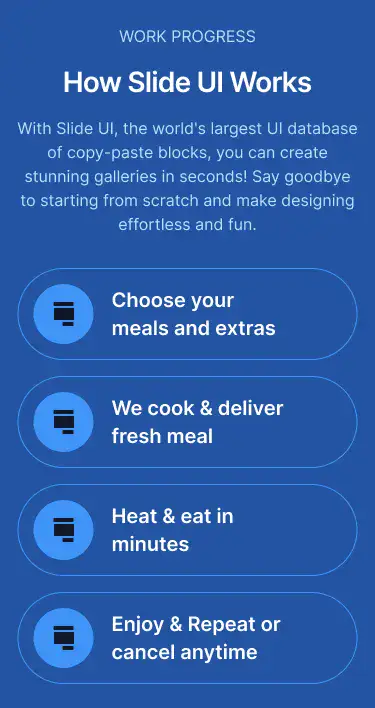 WORK PROGRESS
How Slide UI Works
With Slide UI, the world's largest UI database
of copy-paste blocks, you can create
stunning galleries in seconds! Say goodbye
to starting from scratch and make designing
effortless and fun.
Choose your
meals and extras
We cook & deliver
fresh meal
Heat & eat in
minutes
Enjoy & Repeat or
cancel anytime